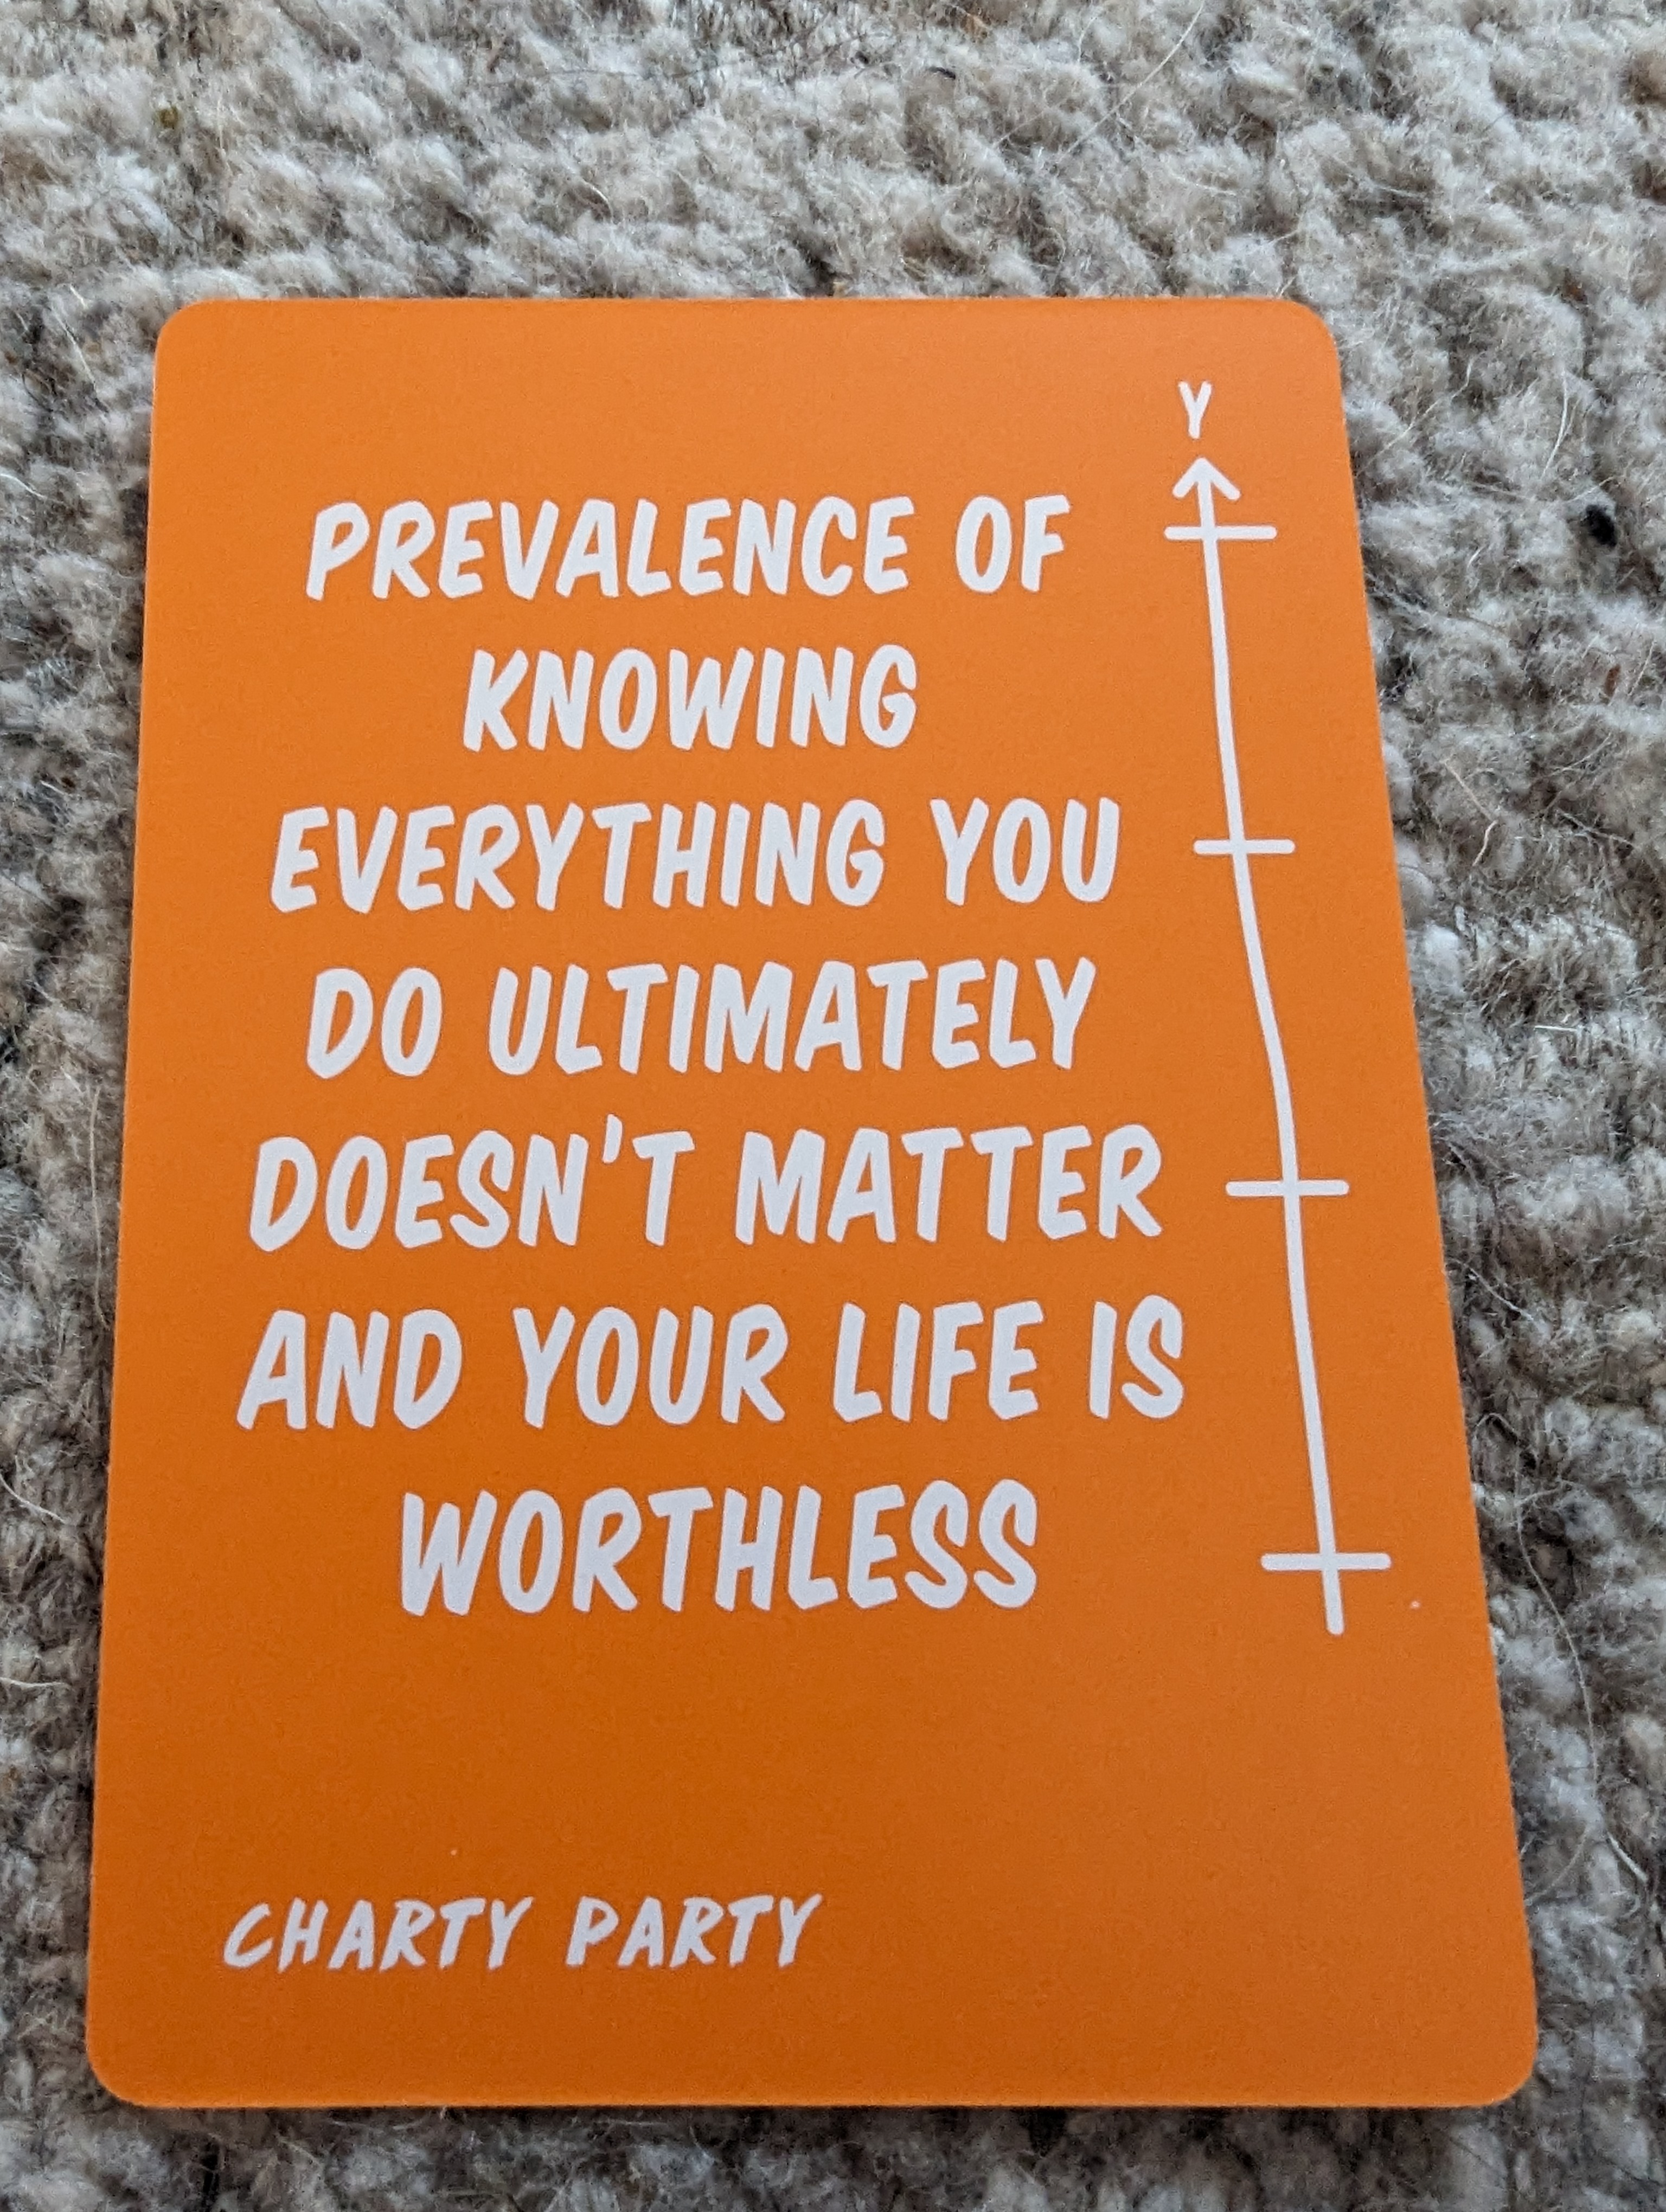 Y
PREVALENCE OF
KNOWING
EVERYTHING YOU
DO ULTIMATELY
DOESN'T MATTER
AND YOUR LIFE IS
WORTHLESS
CHARTY PARTY